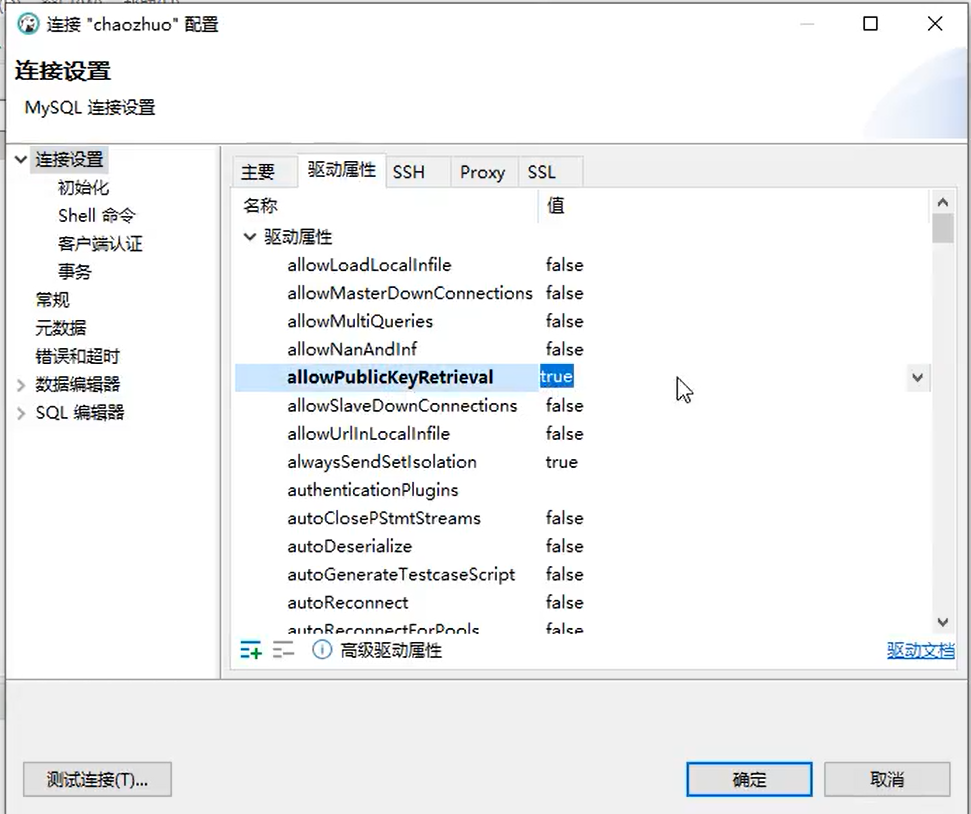 连接 "chaozhuo" 配置
连接设置
MySQL 连接设置
连接设置
初始化
Shell 命令
客户端认证
事务
常规
元数据
错误和超时
数据编辑器
SQL 编辑器
主要 驱动属性 SSH Proxy SSL
名称 值
驱动属性
allowLoadLocalInfile false
allowMasterDownConnections false
allowMultiQueries false
allowNanAndInf false
allowPublicKeyRetrieval true
allowSlaveDownConnections false
allowUrlInLocalInfile false
alwaysSendSetIsolation true
authenticationPlugins
autoClosePStmtStreams false
autoDeserialize false
autoGenerateTestcaseScript false
autoReconnect false
autoReconnectForPools false
高级驱动属性 驱动文档
测试连接(T)... 确定 取消